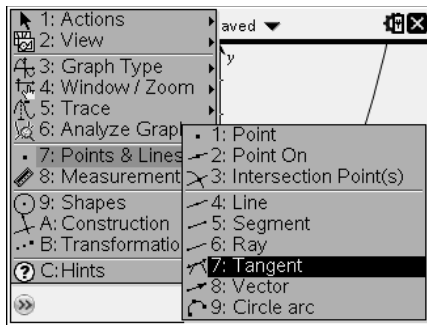 1: Actions
2: View
3: Graph Type
4: Window / Zoom
5: Trace
6: Analyze Grap
7: Points & Lines
8: Measurement
9: Shapes
A: Construction
B: Transformatio
C: Hints
aved
y
1: Point
2: Point On
3: Intersection Point(s)
4: Line
5: Segment
6: Ray
7: Tangent
8: Vector
9: Circle arc